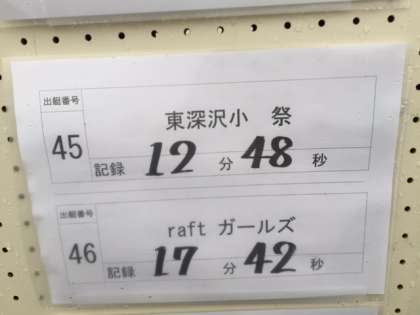 出艇番号
45
東深沢小 祭
記録 12 分 48 秒
出艇番号
46
raft ガールズ
記録 17 分 42 秒